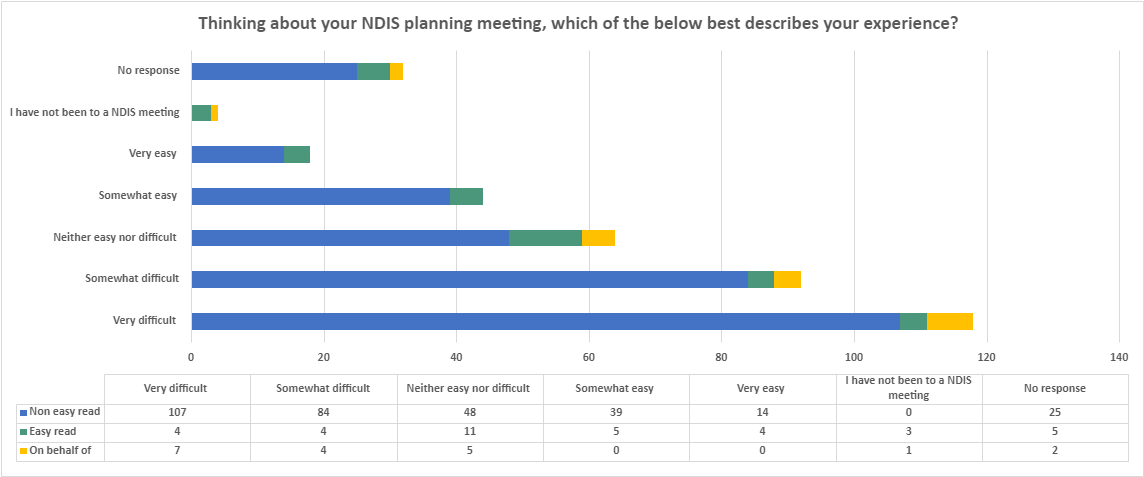 Thinking about your NDIS planning meeting, which of the below best describes your experience?
No response
I have not been to a NDIS meeting
Very easy
Somewhat easy
Neither easy nor difficult
Somewhat difficult
Very difficult
0 20 40 60 80 100 120 140
Very difficult Somewhat difficult Neither easy nor difficult Somewhat easy Very easy I have not been to a NDIS meeting No response
Non easy read 107 84 48 39 14 0 25
Easy read 4 4 11 5 4 3 5
On behalf of 7 4 5 0 0 1 2